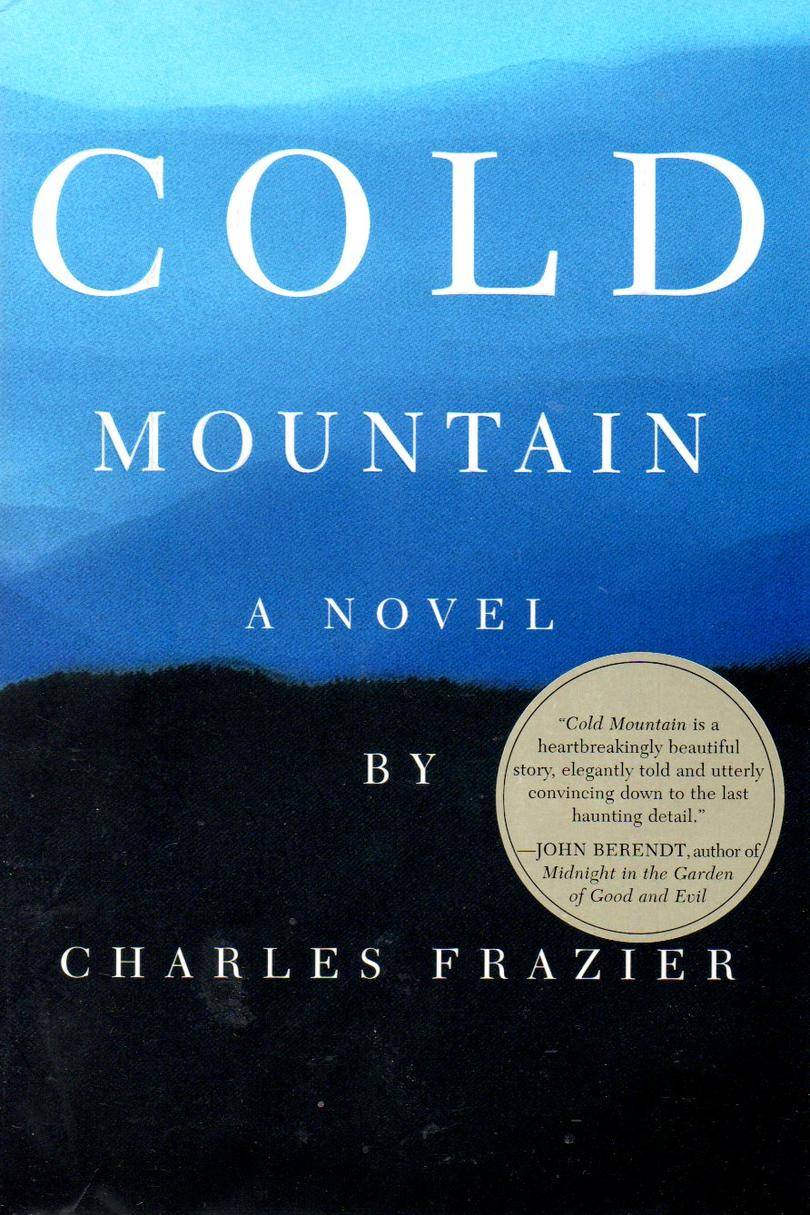 COLD
MOUNTAIN
A NOVEL
BY
“Cold Mountain is a
heartbreakingly beautiful
story, elegantly told and utterly
convincing down to the last
haunting detail.”
—JOHN BERENDT, author of
Midnight in the Garden
of Good and Evil
CHARLES FRAZIER